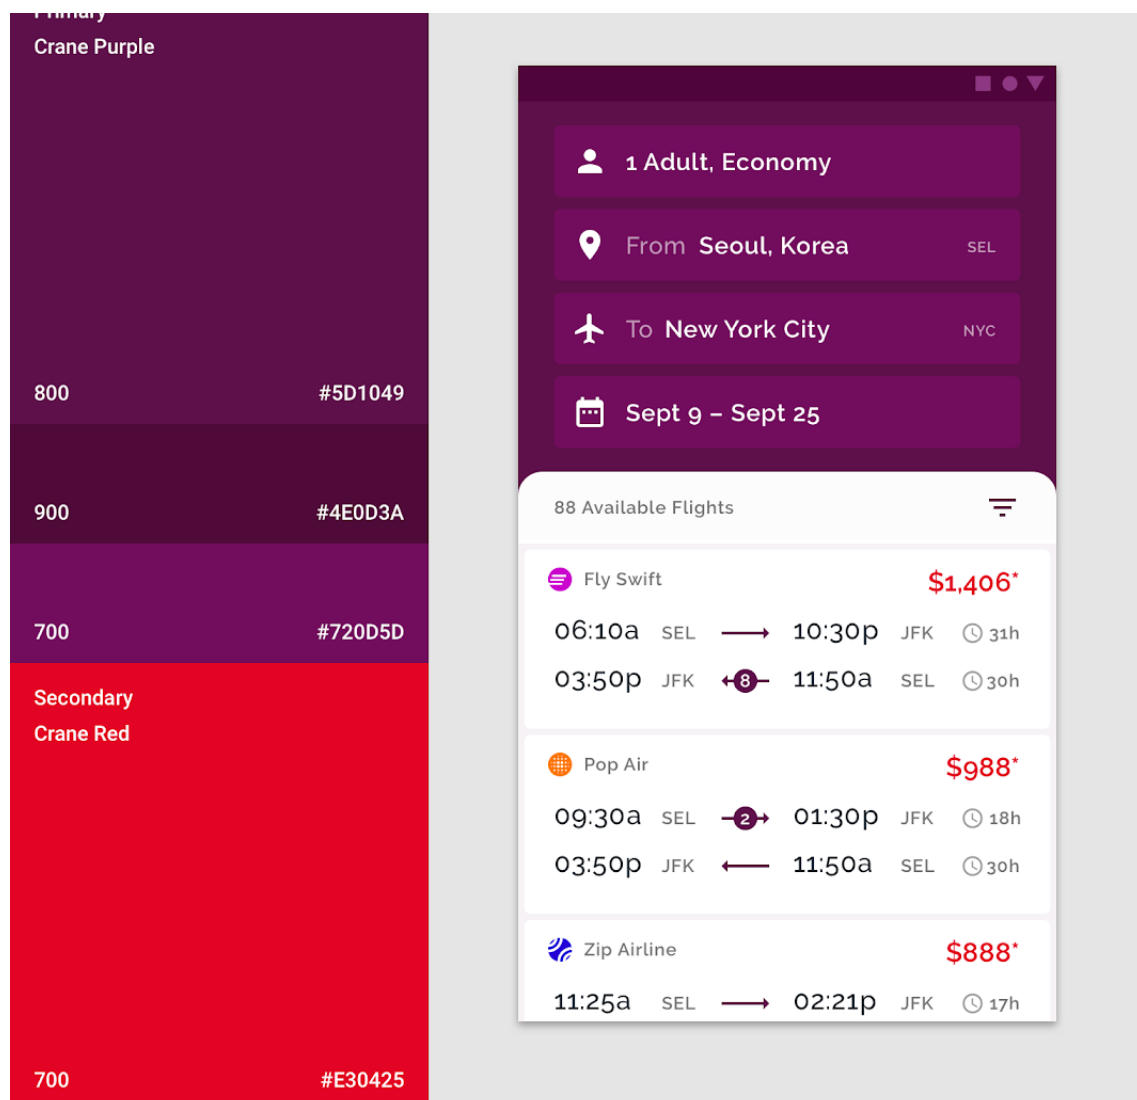 Primary
Crane Purple
800 #5D1049
900 #4E0D3A
700 #720D5D
Secondary
Crane Red
700 #E30425
1 Adult, Economy
From Seoul, Korea SEL
To New York City NYC
Sept 9 – Sept 25
88 Available Flights
Fly Swift $1,406*
06:10a SEL 10:30p JFK 31h
03:50p JFK 8 11:50a SEL 30h
Pop Air $988*
09:30a SEL 2 01:30p JFK 18h
03:50p JFK 11:50a SEL 30h
Zip Airline $888*
11:25a SEL 02:21p JFK 17h